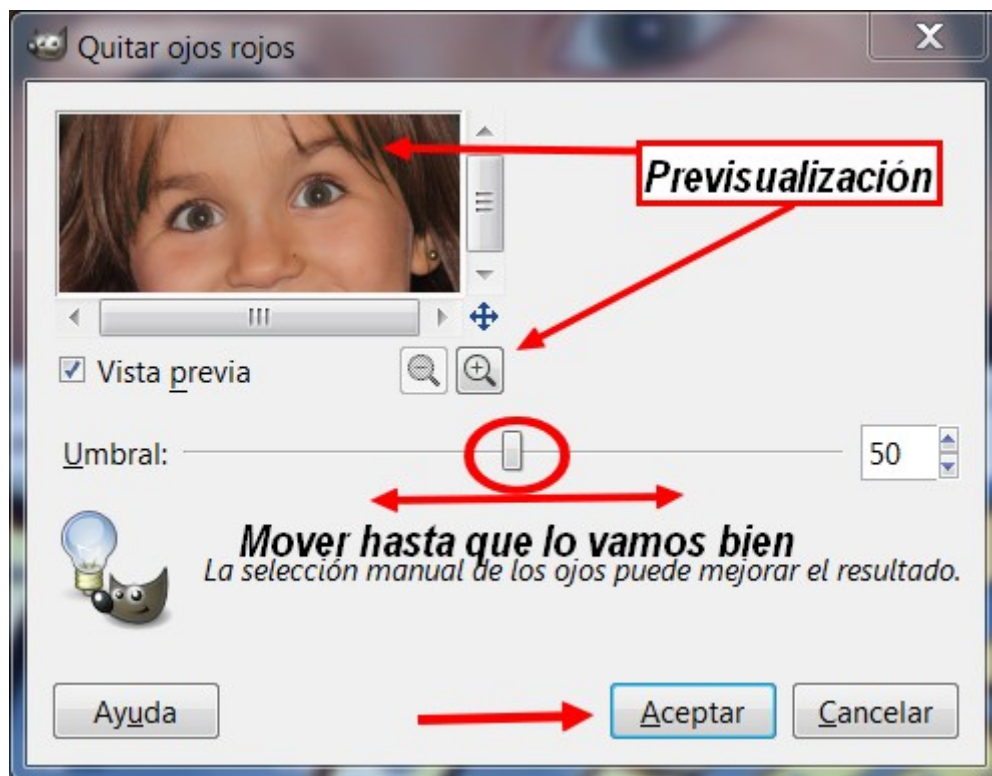 Quitar ojos rojos
Previsualización
Vista previa
Umbral:
50
Mover hasta que lo vamos bien
La selección manual de los ojos puede mejorar el resultado.
Ayuda
Aceptar
Cancelar